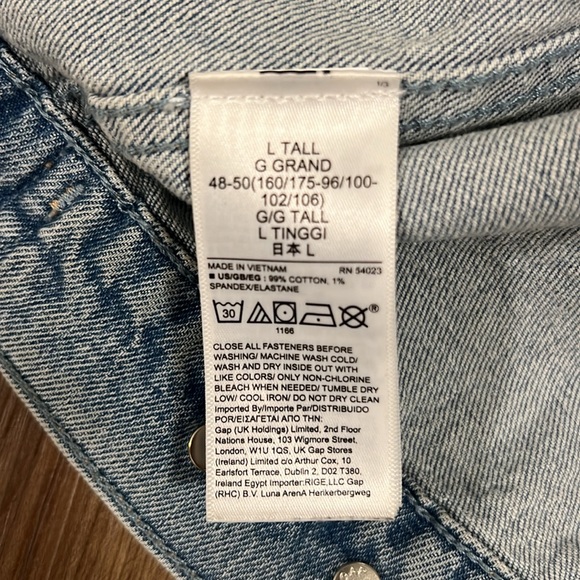 1/3
L TALL
G GRAND
48-50(160/175-96/100-
102/106)
G/G TALL
L TINGGI
日本 L
MADE IN VIETNAM RN 54023
■ US/GB/EG : 99% COTTON, 1%
SPANDEX/ELASTANE
30
®
1166
CLOSE ALL FASTENERS BEFORE
WASHING/ MACHINE WASH COLD/
WASH AND DRY INSIDE OUT WITH
LIKE COLORS/ ONLY NON-CHLORINE
BLEACH WHEN NEEDED/ TUMBLE DRY
LOW/ COOL IRON/ DO NOT DRY CLEAN
Imported By/Importe Par/DISTRIBUIDO
POR/ΕΙΣΑΓΕΤΑΙ ΑΠΟ ΤΗΝ:
Gap (UK Holdings) Limited, 2nd Floor
Nations House, 103 Wigmore Street,
London, W1U 1QS, UK Gap Stores
(Ireland) Limited c/o Arthur Cox, 10
Earlsfort Terrace, Dublin 2, D02 T380,
Ireland Egypt Importer:RIGE,LLC Gap
(RHC) B.V. Luna ArenA Herikerbergweg
GAP